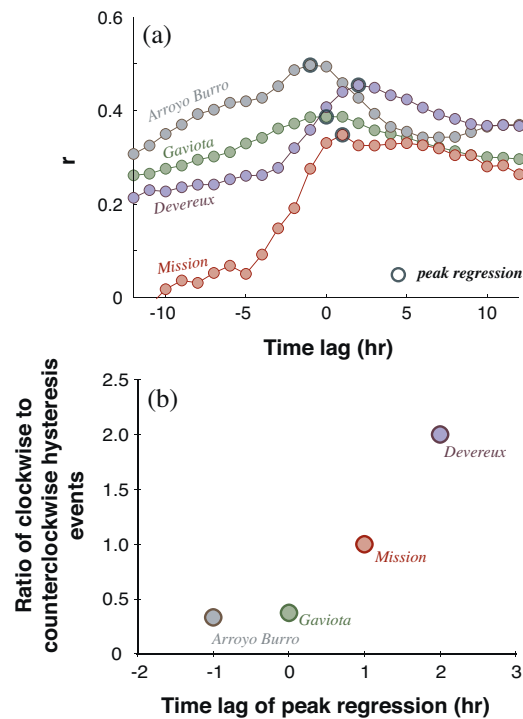 (a)
0.6
0.4
0.2
0
r
Arroyo Burro
Gaviota
Devereux
Mission
peak regression
-10
-5
0
5
10
Time lag (hr)
(b)
2.5
2.0
1.5
1.0
0.5
0
Ratio of clockwise to
counterclockwise hysteresis
events
Devereux
Mission
Gaviota
Arroyo Burro
-2
-1
0
1
2
3
Time lag of peak regression (hr)